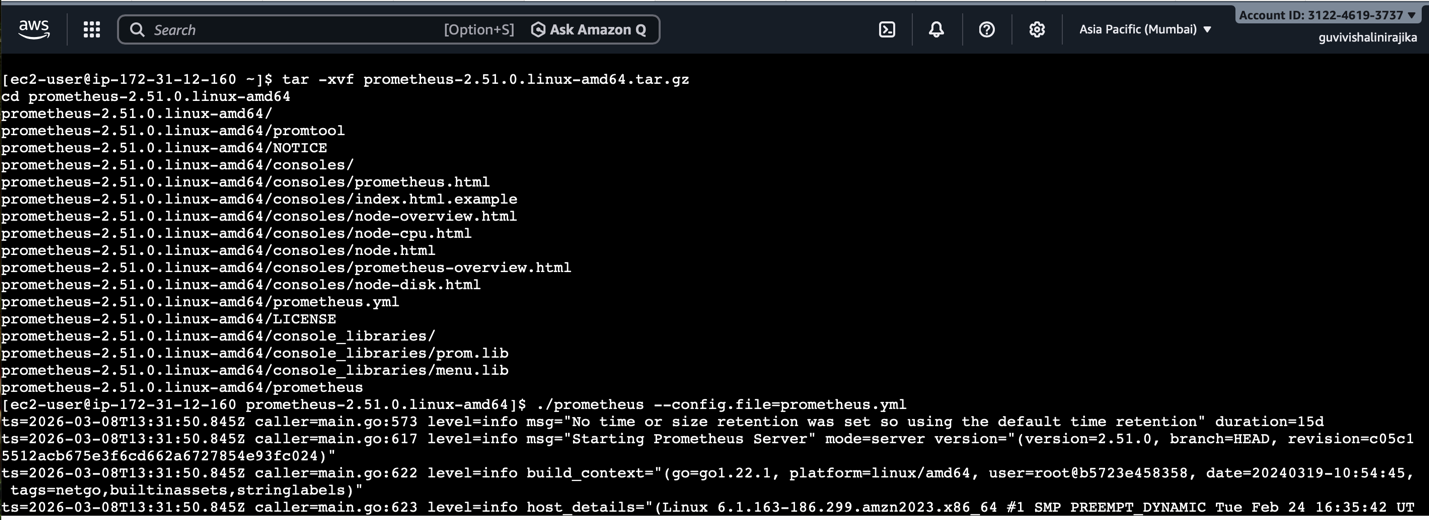 aws
Search [Option+S] Ask Amazon Q Asia Pacific (Mumbai) ▼ Account ID: 3122-4619-3737 ▼
guvivishalinirajika
[ec2-user@ip-172-31-12-160 ~]$ tar -xvf prometheus-2.51.0.linux-amd64.tar.gz
cd prometheus-2.51.0.linux-amd64
prometheus-2.51.0.linux-amd64/
prometheus-2.51.0.linux-amd64/promtool
prometheus-2.51.0.linux-amd64/NOTICE
prometheus-2.51.0.linux-amd64/consoles/
prometheus-2.51.0.linux-amd64/consoles/prometheus.html
prometheus-2.51.0.linux-amd64/consoles/index.html.example
prometheus-2.51.0.linux-amd64/consoles/node-overview.html
prometheus-2.51.0.linux-amd64/consoles/node-cpu.html
prometheus-2.51.0.linux-amd64/consoles/node.html
prometheus-2.51.0.linux-amd64/consoles/prometheus-overview.html
prometheus-2.51.0.linux-amd64/consoles/node-disk.html
prometheus-2.51.0.linux-amd64/prometheus.yml
prometheus-2.51.0.linux-amd64/LICENSE
prometheus-2.51.0.linux-amd64/console_libraries/
prometheus-2.51.0.linux-amd64/console_libraries/prom.lib
prometheus-2.51.0.linux-amd64/console_libraries/menu.lib
prometheus-2.51.0.linux-amd64/prometheus
[ec2-user@ip-172-31-12-160 prometheus-2.51.0.linux-amd64]$ ./prometheus --config.file=prometheus.yml
ts=2026-03-08T13:31:50.845Z caller=main.go:573 level=info msg="No time or size retention was set so using the default time retention" duration=15d
ts=2026-03-08T13:31:50.845Z caller=main.go:617 level=info msg="Starting Prometheus Server" mode=server version="(version=2.51.0, branch=HEAD, revision=c05c1
5512acb675e3f6cd662a6727854e93fc024)"
ts=2026-03-08T13:31:50.845Z caller=main.go:622 level=info build_context="(go=go1.22.1, platform=linux/amd64, user=root@b5723e458358, date=20240319-10:54:45,
tags=netgo,builtinassets,stringlabels)"
ts=2026-03-08T13:31:50.845Z caller=main.go:623 level=info host_details="(Linux 6.1.163-186.299.amzn2023.x86_64 #1 SMP PREEMPT_DYNAMIC Tue Feb 24 16:35:42 UT